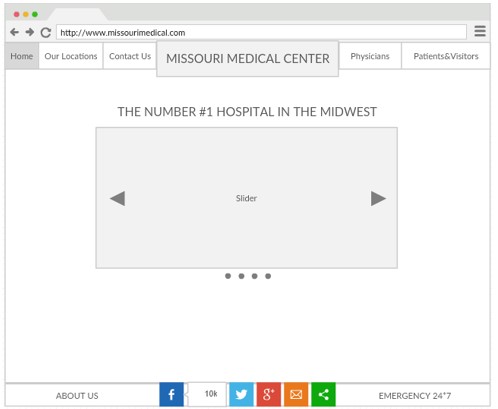 http://www.missourimedical.com
Home
Our Locations
Contact Us
MISSOURI MEDICAL CENTER
Physicians
Patients&Visitors
THE NUMBER #1 HOSPITAL IN THE MIDWEST
Slider
ABOUT US
f
10k
g+
EMERGENCY 24*7